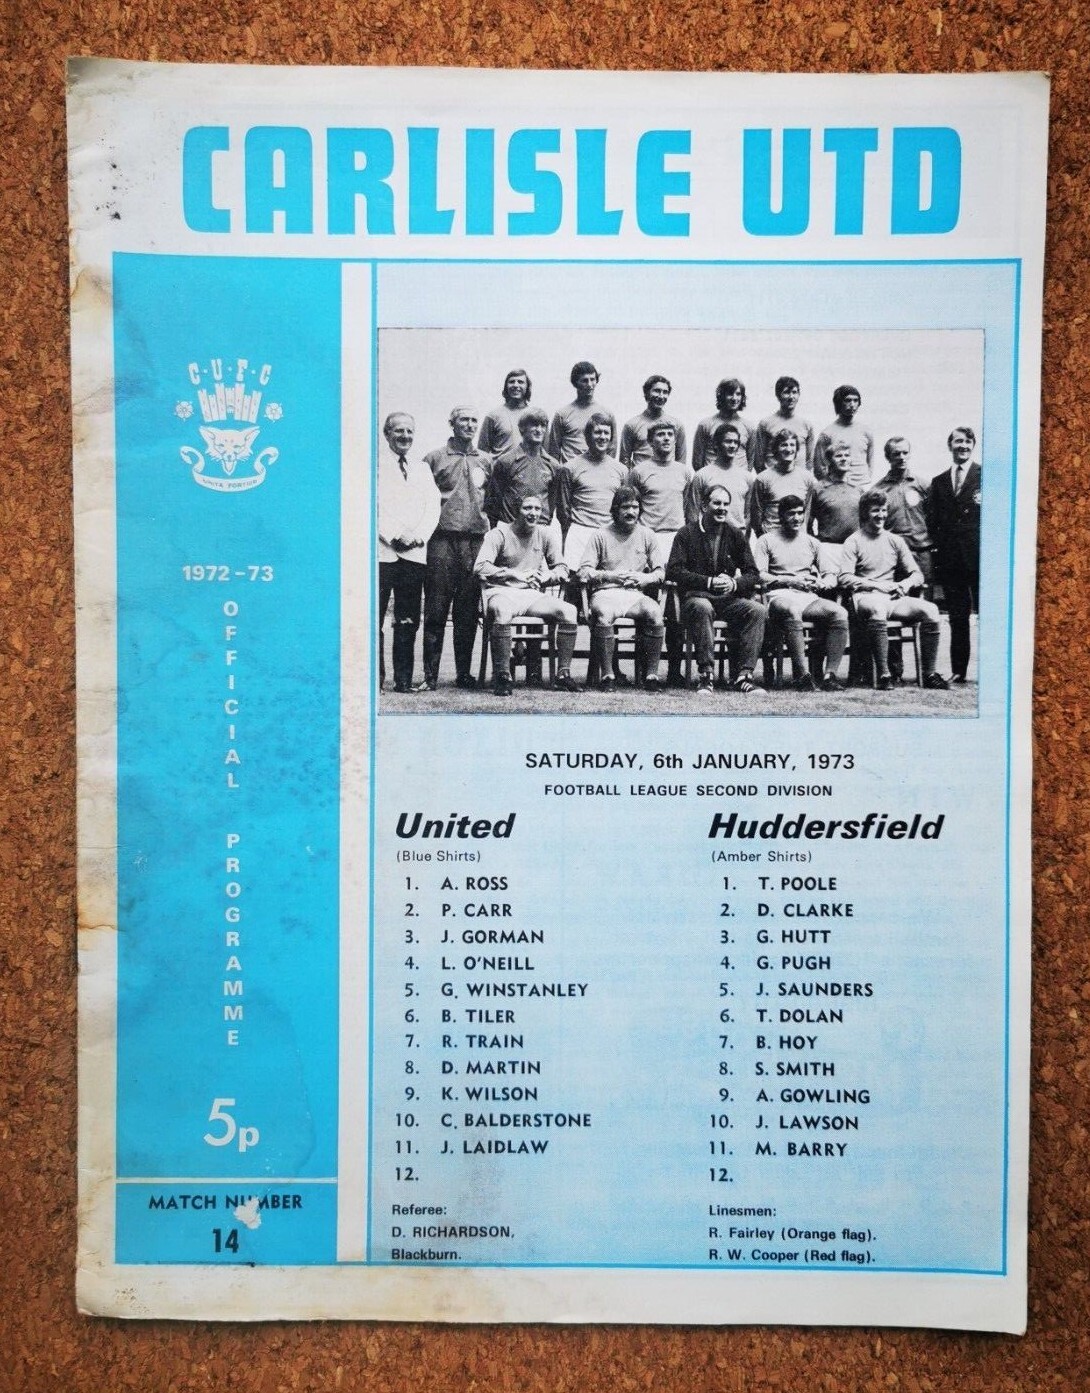 CARLISLE UTD
C·U·F·C
1972-73
OFFICIAL PROGRAMME
5p
MATCH NUMBER
14
SATURDAY, 6th JANUARY, 1973
FOOTBALL LEAGUE SECOND DIVISION
United
(Blue Shirts)
1. A. ROSS
2. P. CARR
3. J. GORMAN
4. L. O'NEILL
5. G. WINSTANLEY
6. B. TILER
7. R. TRAIN
8. D. MARTIN
9. K. WILSON
10. C. BALDERSTONE
11. J. LAIDLAW
12.
Referee:
D. RICHARDSON,
Blackburn.
Huddersfield
(Amber Shirts)
1. T. POOLE
2. D. CLARKE
3. G. HUTT
4. G. PUGH
5. J. SAUNDERS
6. T. DOLAN
7. B. HOY
8. S. SMITH
9. A. GOWLING
10. J. LAWSON
11. M. BARRY
12.
Linesmen:
R. Fairley (Orange flag).
R. W. Cooper (Red flag).